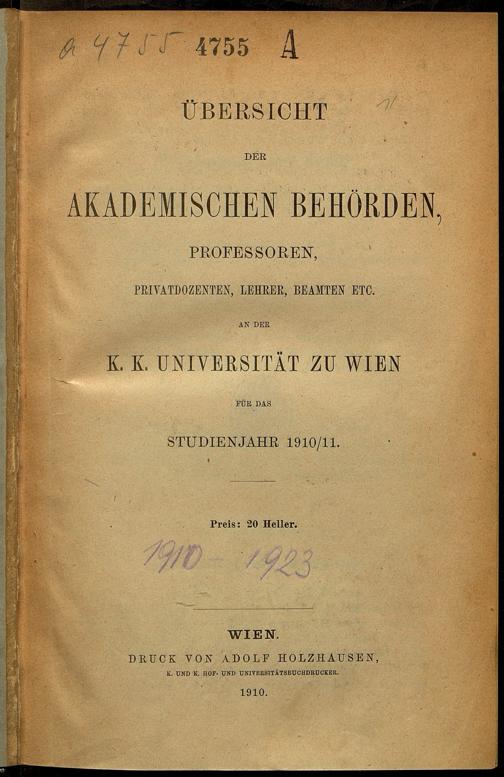 a 4755 4755 A
ÜBERSICHT
DER
AKADEMISCHEN BEHÖRDEN,
PROFESSOREN,
PRIVATDOZENTEN, LEHRER, BEAMTEN ETC.
AN DER
K. K. UNIVERSITÄT ZU WIEN
FÜR DAS
STUDIENJAHR 1910/11.
Preis: 20 Heller.
1910 – 1923
WIEN.
DRUCK VON ADOLF HOLZHAUSEN,
K. UND K. HOF- UND UNIVERSITÄTSBUCHDRUCKER.
1910.